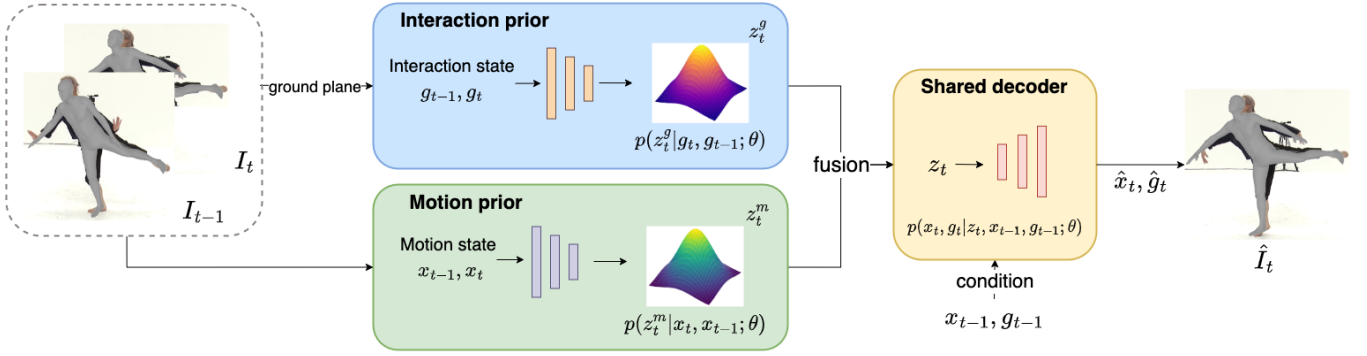 I_t
I_{t-1}
ground plane
Interaction prior
z_t^g
Interaction state
g_{t-1}, g_t
p(z_t^g|g_t, g_{t-1}; θ)
Motion prior
z_t^m
Motion state
x_{t-1}, x_t
p(z_t^m|x_t, x_{t-1}; θ)
fusion
Shared decoder
z_t
p(x_t, g_t|z_t, x_{t-1}, g_{t-1}; θ)
condition
x_{t-1}, g_{t-1}
x̂_t, ĝ_t
Î_t